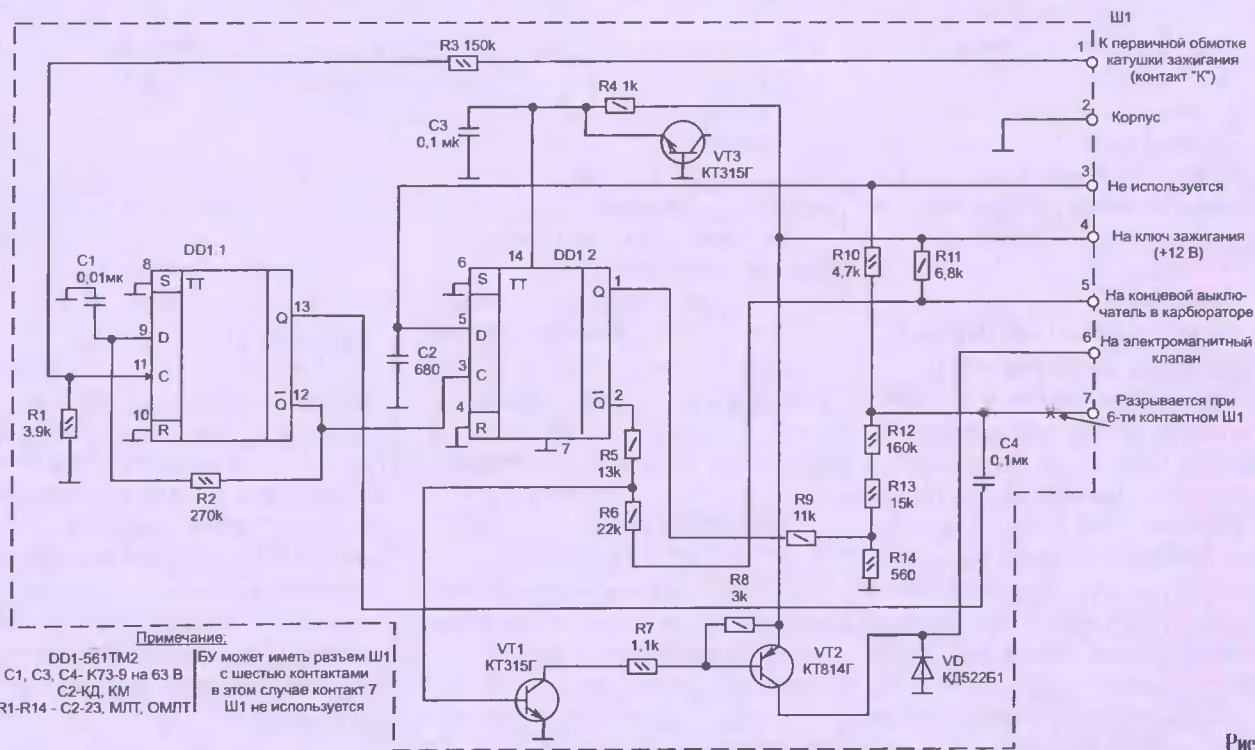 Ш1
R3 150k
1
К первичной обмотке
катушки зажигания
(контакт "К")
R4 1k
2
Корпус
C3
0,1 мк
VT3
КТ315Г
3
Не используется
4
На ключ зажигания
(+12 В)
R10
4,7k
R11
6,8k
5
На концевой аыклю-
чатель в карбюраторе
6
На электромагнитный
клапан
7
Разрывается при
6-ти контактном Ш1
C1
0,01мк
DD1.1
8
S
TT
13
Q
9
D
11
C
12
Q
10
R
R1
3,9k
R2
270k
DD1 2
14
6
S
TT
1
Q
5
D
C2
680
3
C
2
Q
4
R
7
R5
13k
R6
22k
R12
160k
C4
0,1мк
R13
15k
R9
11k
R14
560
R8
3k
R7
1,1k
VT1
КТ315Г
VT2
КТ814Г
VD
КД522Б1
Примечание:
DD1-561ТМ2
C1, C3, C4- К73-9 на 63 В
C2-КД, КМ
R1-R14 - С2-23, МЛТ, ОМЛТ
БУ может иметь рвзъем Ш1
с шестью контактами
в этом случае контакт 7
Ш1 не используется
Рис